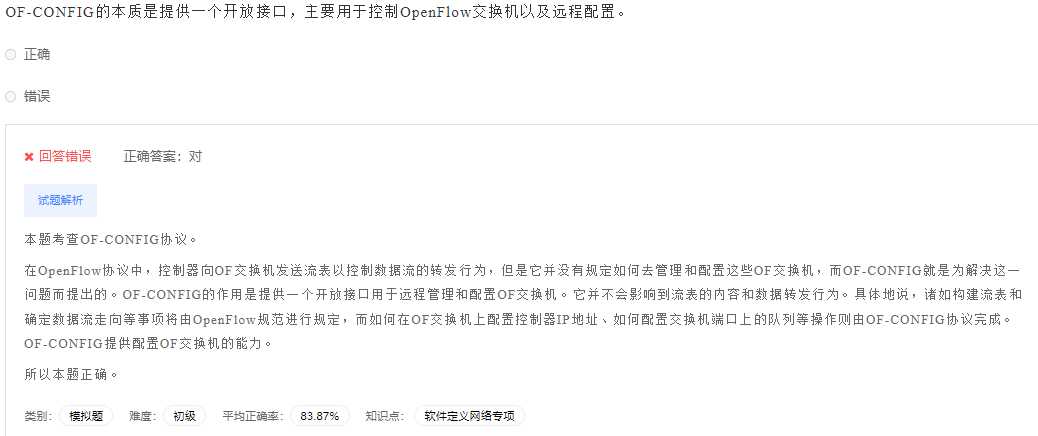 OF-CONFIG的本质是提供一个开放接口，主要用于控制OpenFlow交换机以及远程配置。
正确
错误
回答错误 正确答案：对
试题解析
本题考查OF-CONFIG协议。
在OpenFlow协议中，控制器向OF交换机发送流表以控制数据流的转发行为，但是它并没有规定如何去管理和配置这些OF交换机，而OF-CONFIG就是为解决这一
问题而提出的。OF-CONFIG的作用是提供一个开放接口用于远程管理和配置OF交换机。它并不会影响到流表的内容和数据转发行为。具体地说，诸如构建流表和
确定数据流走向等事项将由OpenFlow规范进行规定，而如何在OF交换机上配置控制器IP地址、如何配置交换机端口上的队列等操作则由OF-CONFIG协议完成。
OF-CONFIG提供配置OF交换机的能力。
所以本题正确。
类别： 模拟题 难度： 初级 平均正确率： 83.87% 知识点： 软件定义网络专项